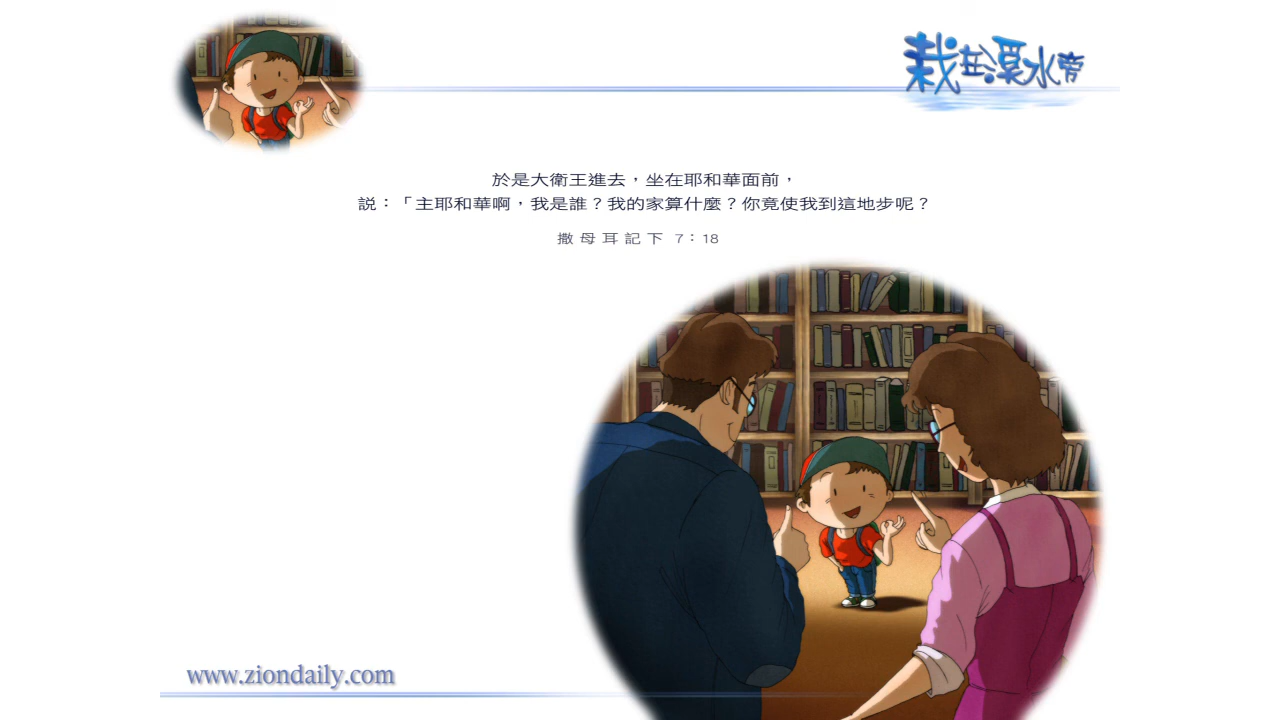 栽在溪水旁
於是大衛王進去，坐在耶和華面前，
説：「主耶和華啊，我是誰？我的家算什麼？你竟使我到這地步呢？
撒母耳記下 7：18
www.ziondaily.com